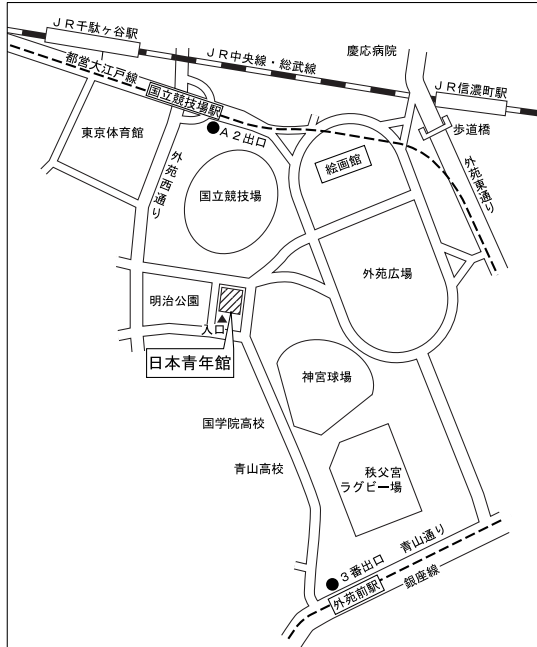 ＪＲ千駄ヶ谷駅
ＪＲ中央線・総武線
慶応病院
都営大江戸線
国立競技場駅
ＪＲ信濃町駅
Ａ２出口
歩道橋
東京体育館
絵画館
外苑西通り
外苑東通り
国立競技場
外苑広場
明治公園
入口
日本青年館
神宮球場
国学院高校
青山高校
秩父宮
ラグビー場
青山通り
３番出口
外苑前駅
銀座線